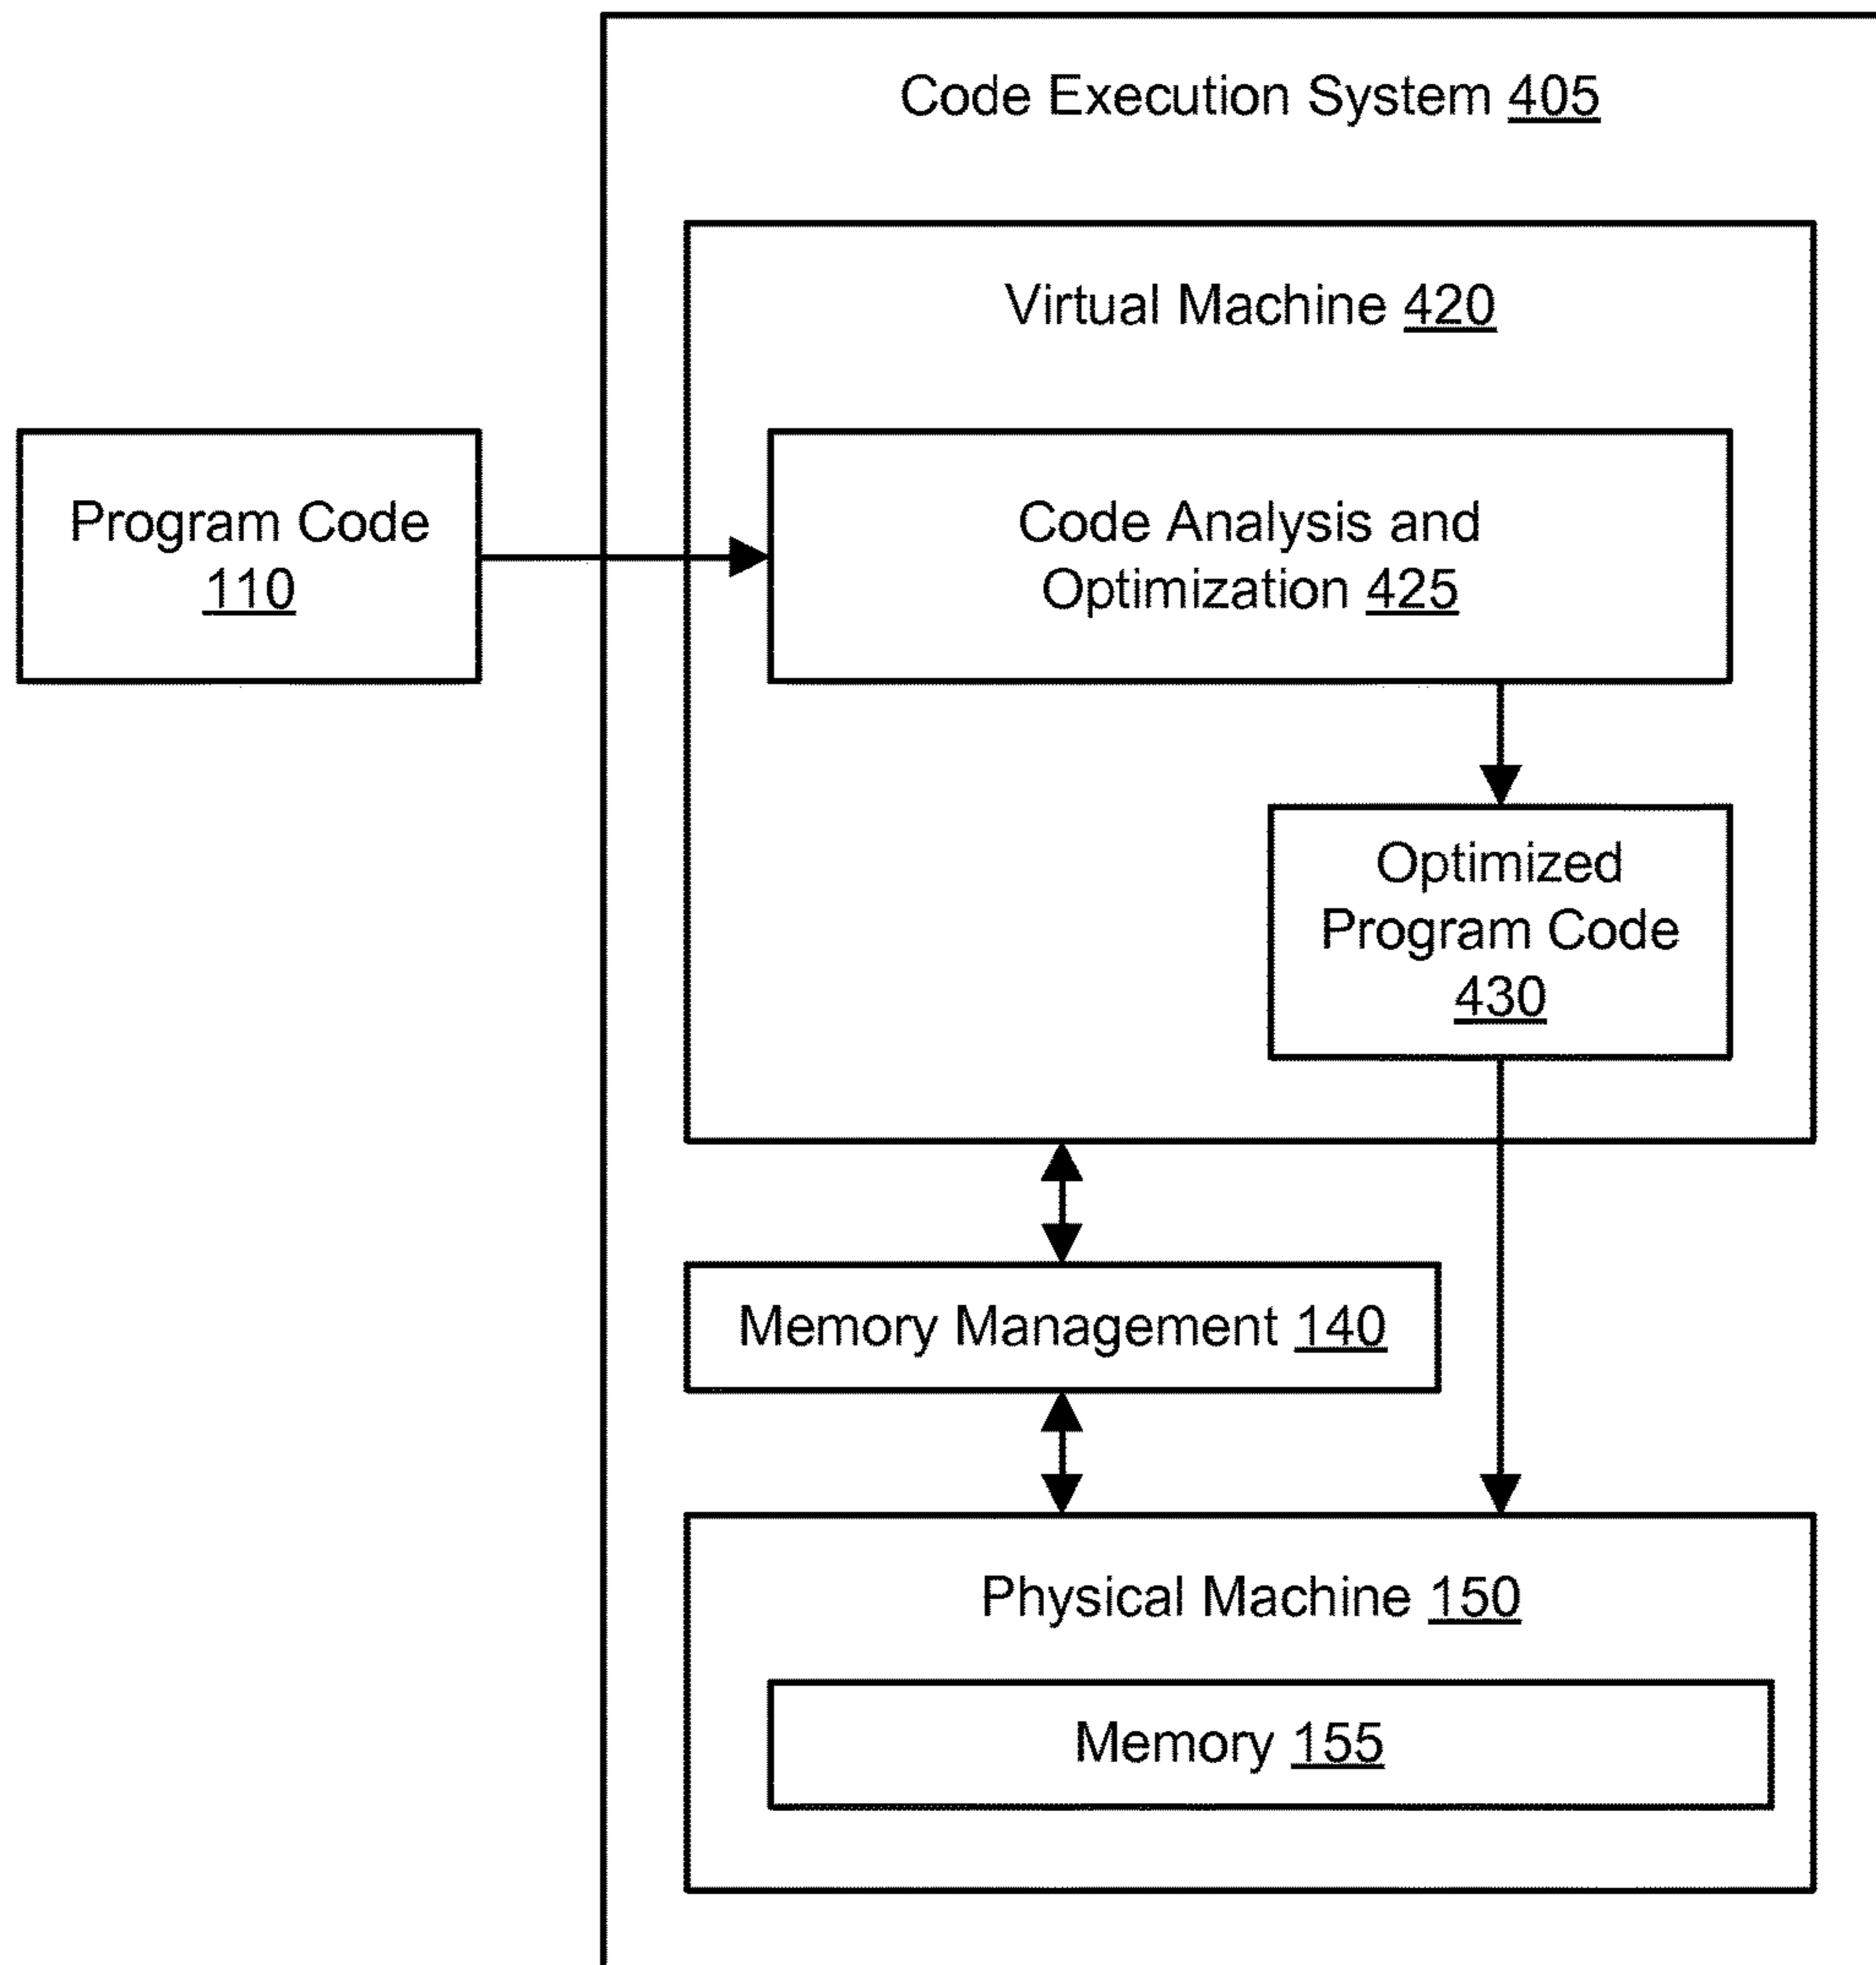 Code Execution System 405
Virtual Machine 420
Program Code
110
Code Analysis and
Optimization 425
Optimized
Program Code
430
Memory Management 140
Physical Machine 150
Memory 155